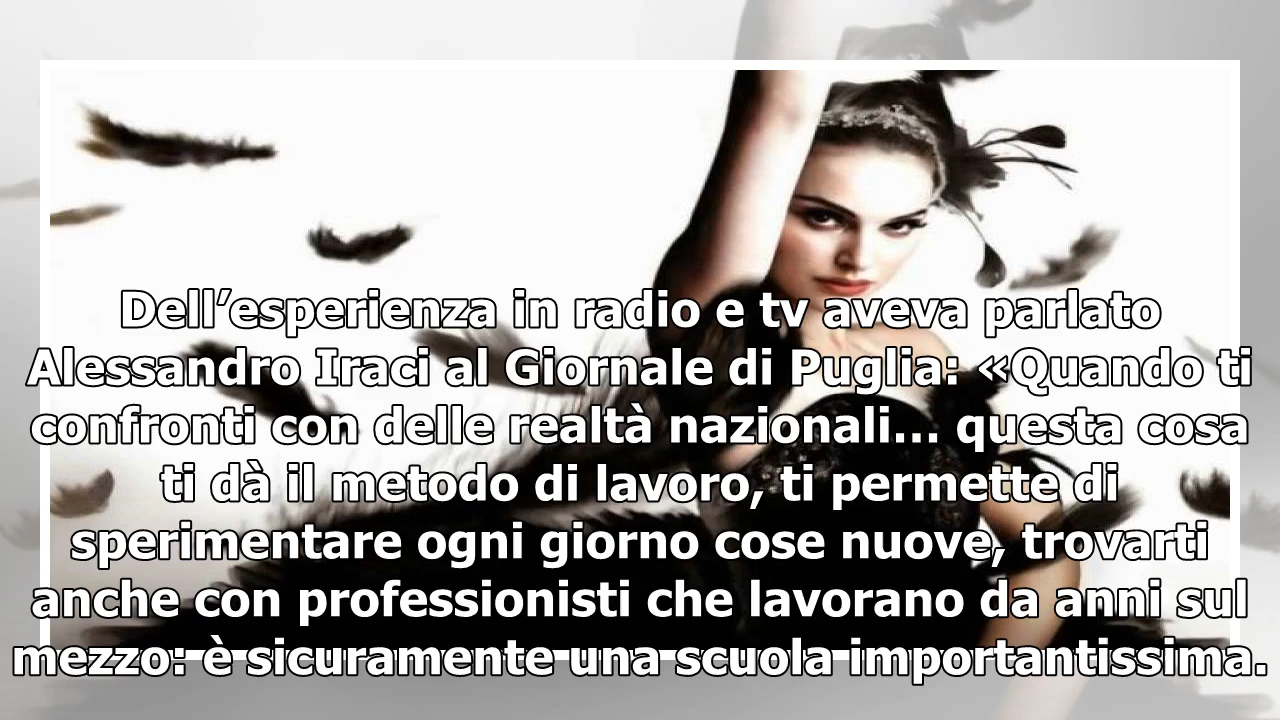 Dell’esperienza in radio e tv aveva parlato
Alessandro Iraci al Giornale di Puglia: «Quando ti
confronti con delle realtà nazionali... questa cosa
ti dà il metodo di lavoro, ti permette di
sperimentare ogni giorno cose nuove, trovarti
anche con professionisti che lavorano da anni sul
mezzo: è sicuramente una scuola importantissima.